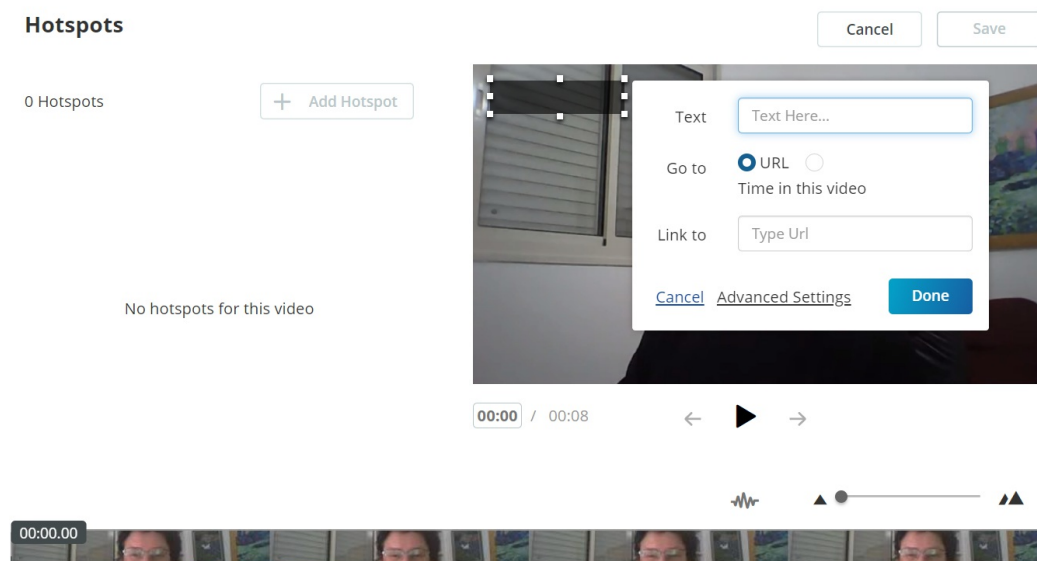 Hotspots
Cancel
Save
0 Hotspots
Add Hotspot
No hotspots for this video
Text
Text Here...
Go to
URL
Time in this video
Link to
Type Url
Cancel
Advanced Settings
Done
00:00 / 00:08
00:00.00